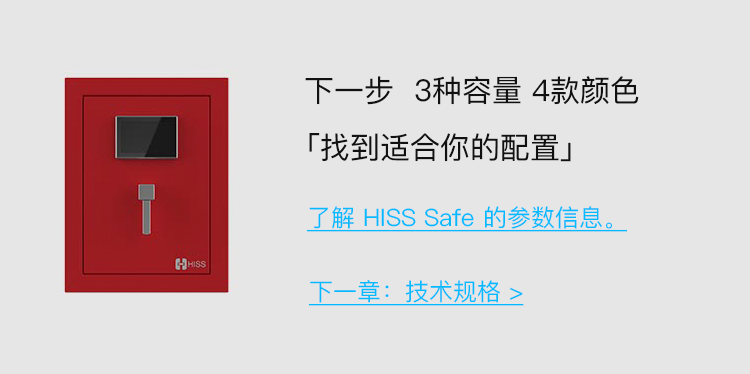 下一步 3种容量 4款颜色
「找到适合你的配置」
了解 HISS Safe 的参数信息。
下一章：技术规格 >
HISS